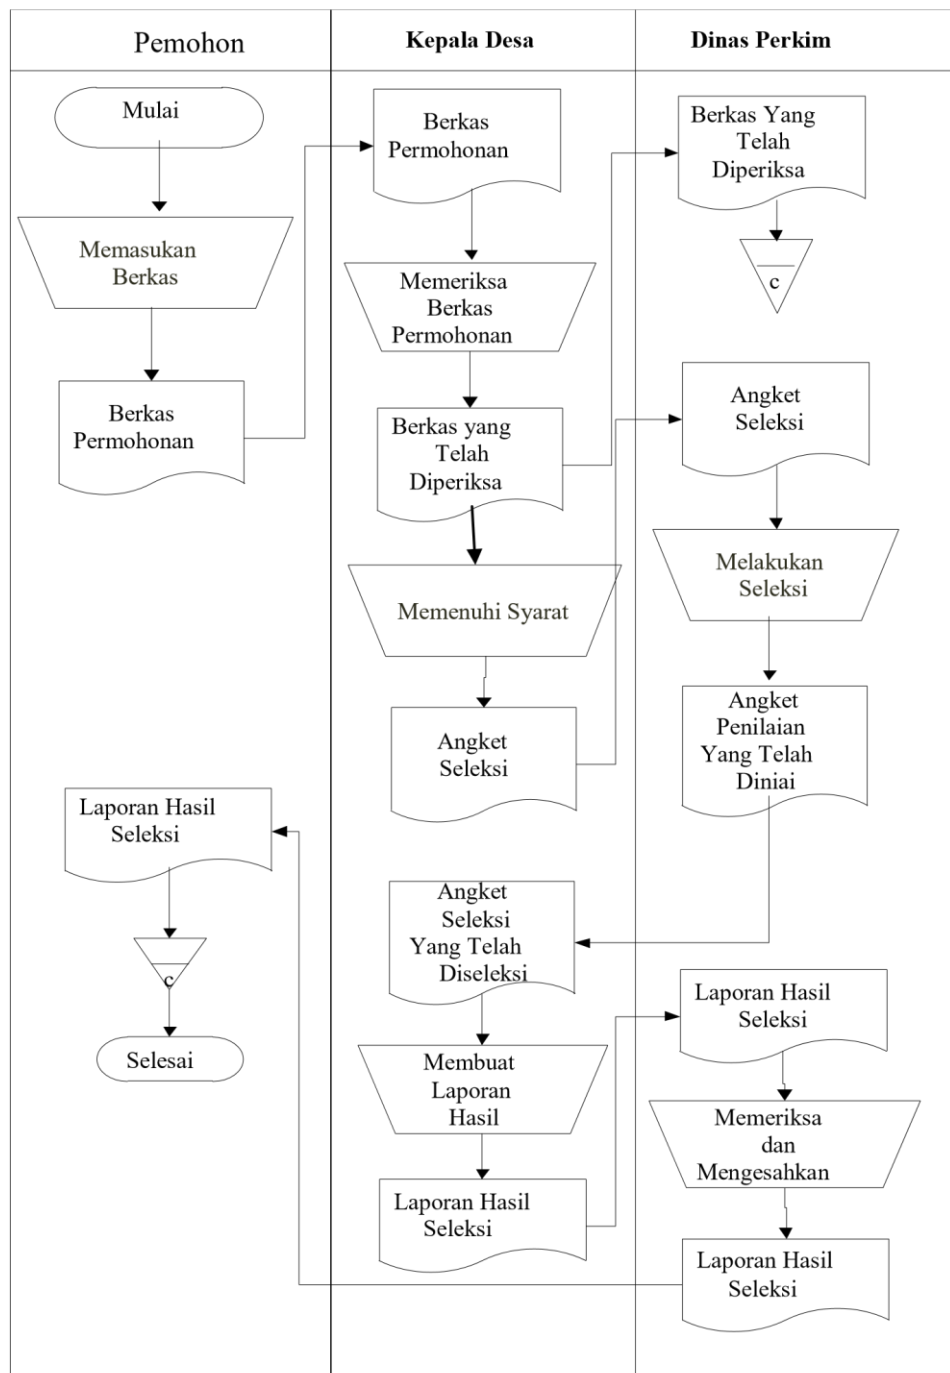 Pemohon
Kepala Desa
Dinas Perkim
Mulai
Memasukan
Berkas
Berkas
Permohonan
Laporan Hasil
Seleksi
c
Selesai
Berkas
Permohonan
Memeriksa
Berkas
Permohonan
Berkas yang
Telah
Diperiksa
Memenuhi Syarat
Angket
Seleksi
Angket
Seleksi
Yang Telah
Diseleksi
Membuat
Laporan
Hasil
Laporan Hasil
Seleksi
Berkas Yang
Telah
Diperiksa
c
Angket
Seleksi
Melakukan
Seleksi
Angket
Penilaian
Yang Telah
Diniai
Laporan Hasil
Seleksi
Memeriksa
dan
Mengesahkan
Laporan Hasil
Seleksi